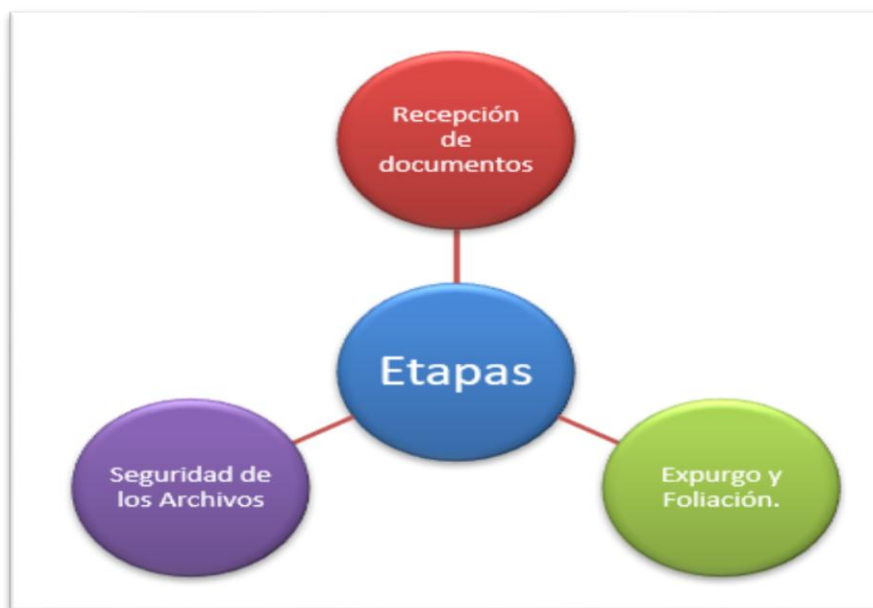 Recepción
de
documentos
Etapas
Seguridad de
los Archivos
Expurgo y
Foliación.